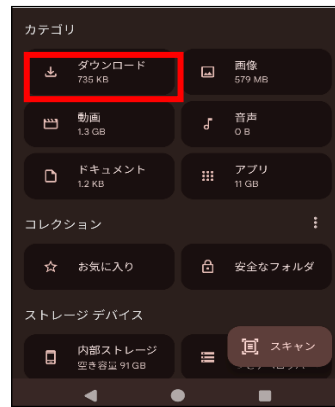 カテゴリ
ダウンロード
735 KB
画像
579 MB
動画
1.3 GB
音声
0 B
ドキュメント
1.2 KB
アプリ
11 GB
コレクション
お気に入り
安全なフォルダ
ストレージ デバイス
内部ストレージ
空き容量 91 GB
スキャン